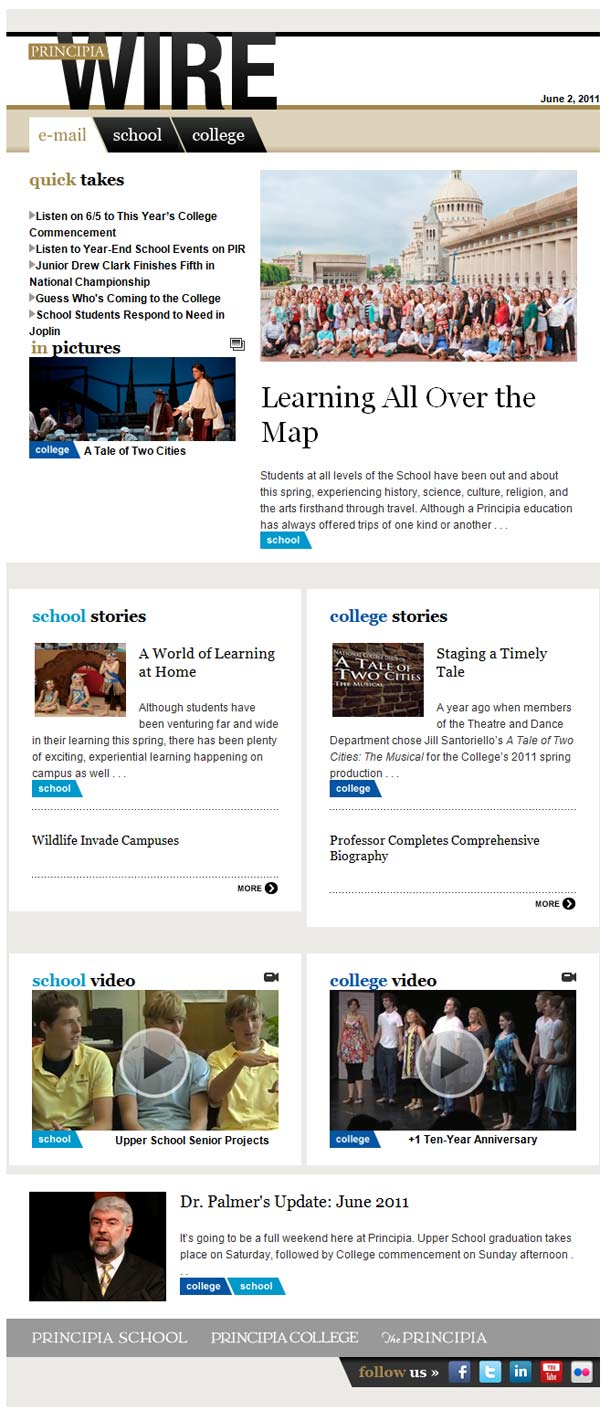 PRINCIPIA
WIRE
June 2, 2011
e-mail school college
quick takes
Listen on 6/5 to This Year's College
Commencement
Listen to Year-End School Events on PIR
Junior Drew Clark Finishes Fifth in
National Championship
Guess Who's Coming to the College
School Students Respond to Need in
Joplin
in pictures
college A Tale of Two Cities
Learning All Over the
Map
Students at all levels of the School have been out and about
this spring, experiencing history, science, culture, religion, and
the arts firsthand through travel. Although a Principia education
has always offered trips of one kind or another . . .
school
school stories
A World of Learning
at Home
Although students have
been venturing far and wide
in their learning this spring, there has been plenty
of exciting, experiential learning happening on
campus as well . . .
school
Wildlife Invade Campuses
MORE
college stories
A TALE OF
TWO CITIES
THE MUSICAL
Staging a Timely
Tale
A year ago when members
of the Theatre and Dance
Department chose Jill Santoriello's A Tale of Two
Cities: The Musical for the College's 2011 spring
production . . .
college
Professor Completes Comprehensive
Biography
MORE
school video
school Upper School Senior Projects
college video
college +1 Ten-Year Anniversary
Dr. Palmer's Update: June 2011
It's going to be a full weekend here at Principia. Upper School graduation takes
place on Saturday, followed by College commencement on Sunday afternoon .
. .
college school
PRINCIPIA SCHOOL PRINCIPIA COLLEGE The PRINCIPIA
follow us » f t in You Tube